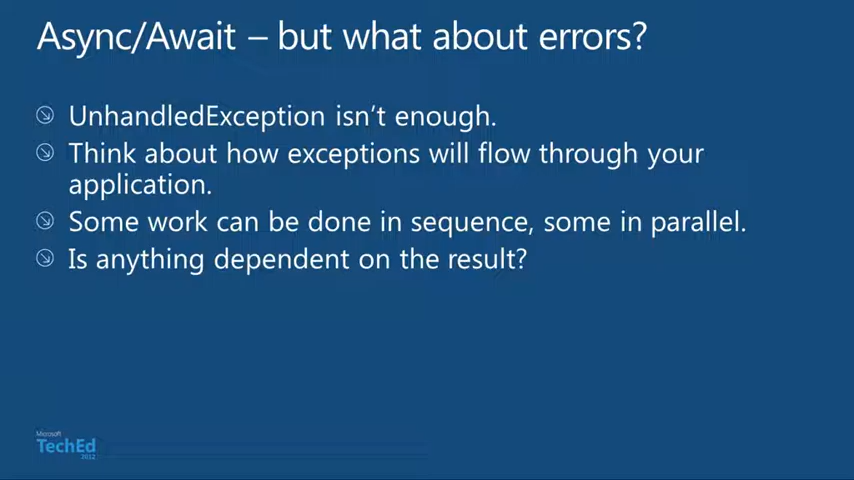 Async/Await – but what about errors?
UnhandledException isn't enough.
Think about how exceptions will flow through your
application.
Some work can be done in sequence, some in parallel.
Is anything dependent on the result?
Microsoft
TechEd
2012